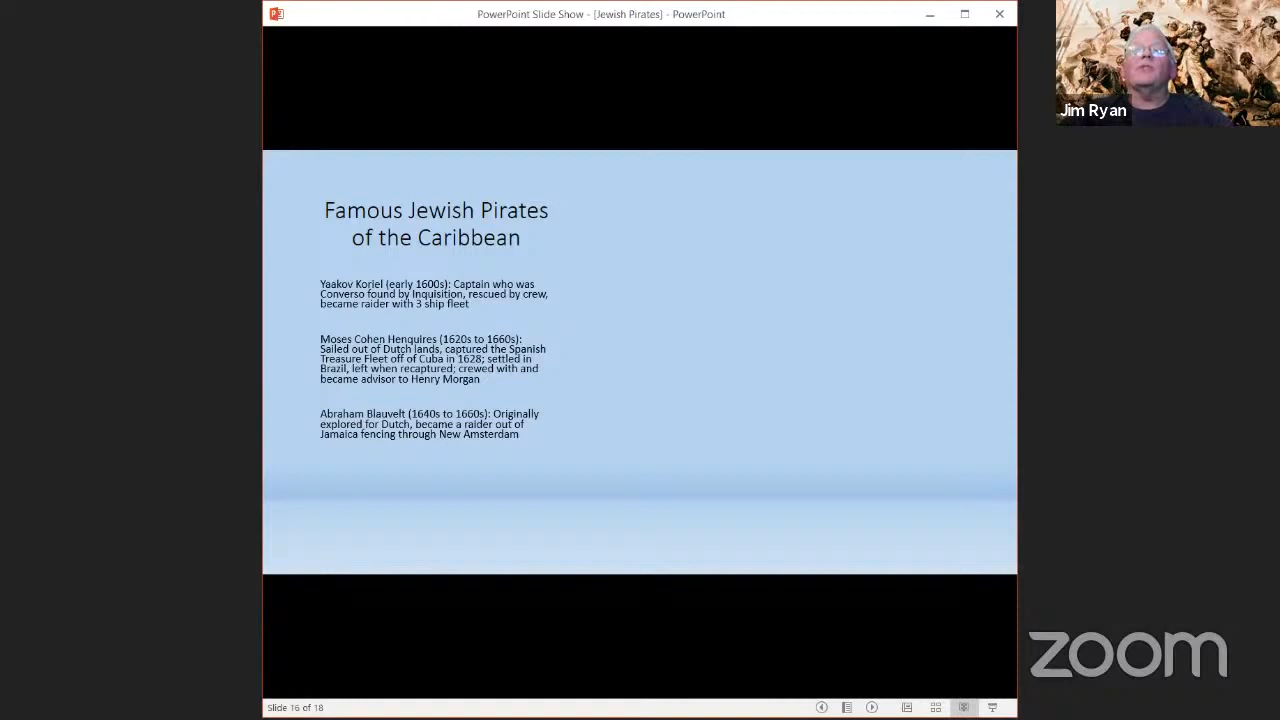 PowerPoint Slide Show - [Jewish Pirates] - PowerPoint
Jim Ryan
Famous Jewish Pirates
of the Caribbean
Yaakov Koriel (early 1600s): Captain who was
Converso found by Inquisition, rescued by crew,
became raider with 3 ship fleet
Moses Cohen Henquires (1620s to 1660s):
Sailed out of Dutch lands, captured the Spanish
Treasure Fleet off of Cuba in 1628; settled in
Brazil, left when recaptured; crewed with and
became advisor to Henry Morgan
Abraham Blauvelt (1640s to 1660s): Originally
explored for Dutch, became a raider out of
Jamaica fencing through New Amsterdam
zoom
Slide 16 of 18